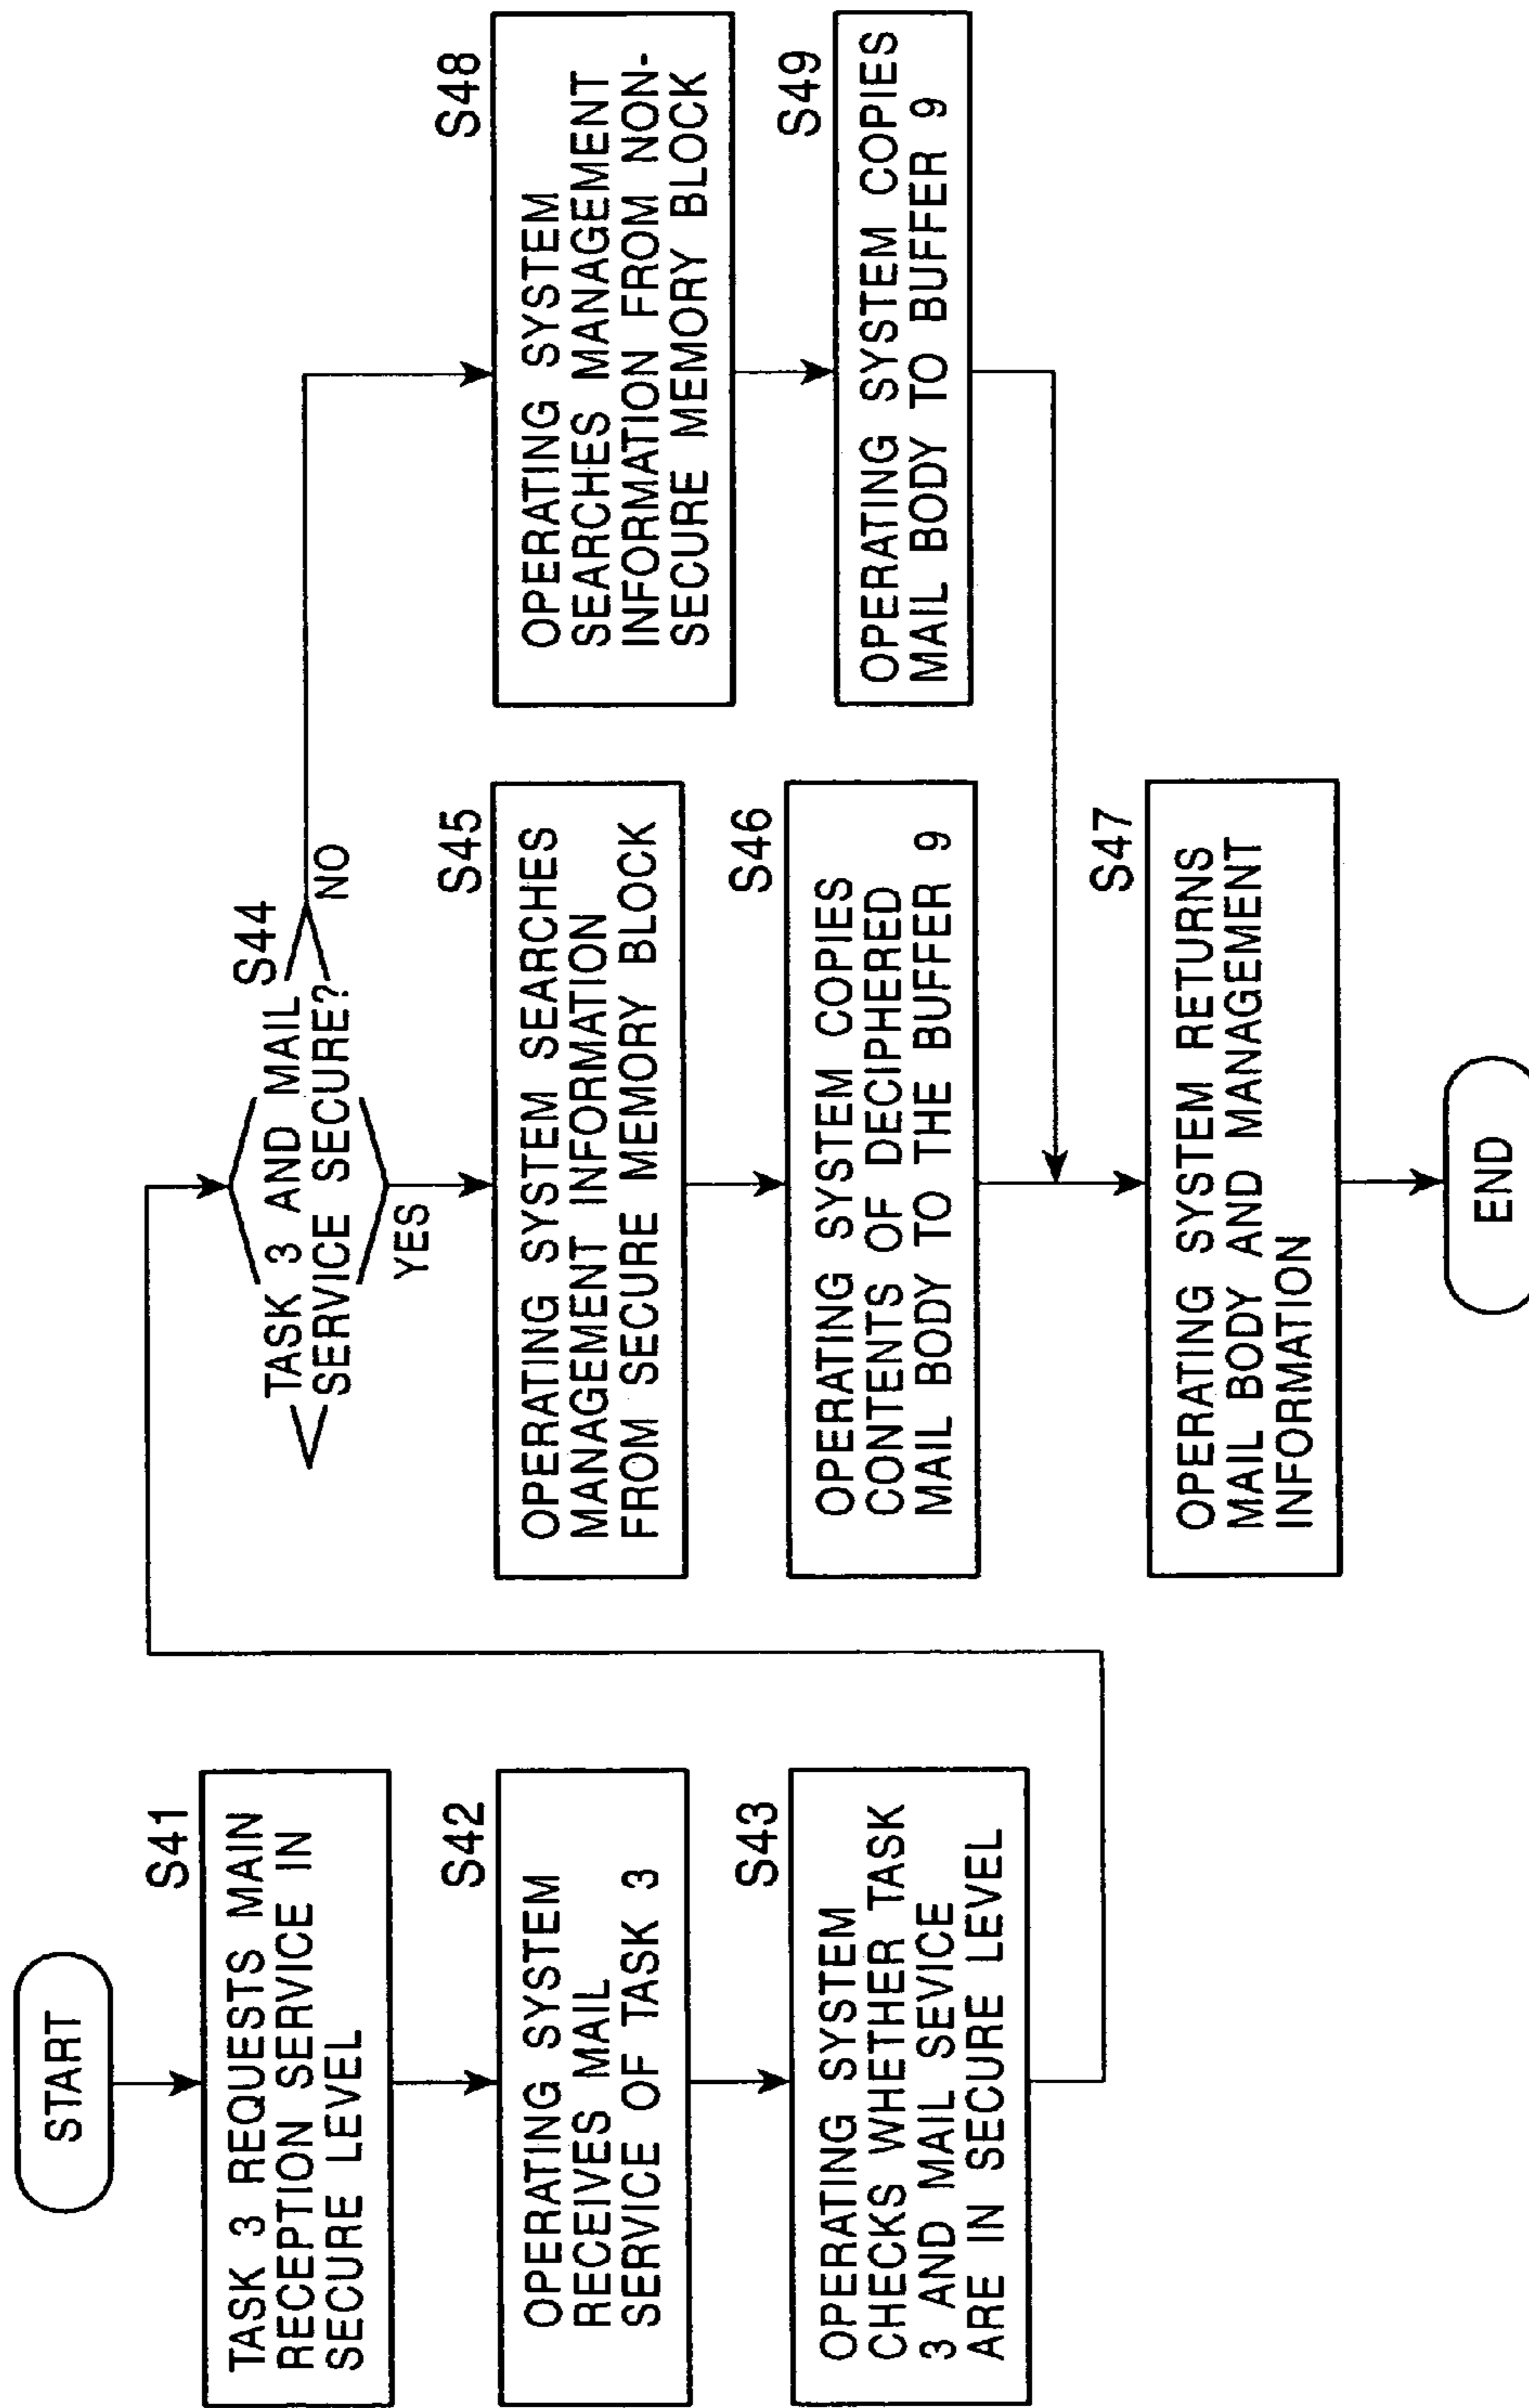 START
S41
TASK 3 REQUESTS MAIN
RECEPTION SERVICE IN
SECURE LEVEL
S42
OPERATING SYSTEM
RECEIVES MAIL
SERVICE OF TASK 3
S43
OPERATING SYSTEM
CHECKS WHETHER TASK
3 AND MAIL SEVICE
ARE IN SECURE LEVEL
S44
TASK 3 AND MAIL
SERVICE SECURE?
NO
YES
S45
OPERATING SYSTEM SEARCHES
MANAGEMENT INFORMATION
FROM SECURE MEMORY BLOCK
S46
OPERATING SYSTEM COPIES
CONTENTS OF DECIPHERED
MAIL BODY TO THE BUFFER 9
S47
OPERATING SYSTEM RETURNS
MAIL BODY AND MANAGEMENT
INFORMATION
END
S48
OPERATING SYSTEM
SEARCHES MANAGEMENT
INFORMATION FROM NON-
SECURE MEMORY BLOCK
S49
OPERATING SYSTEM COPIES
MAIL BODY TO BUFFER 9